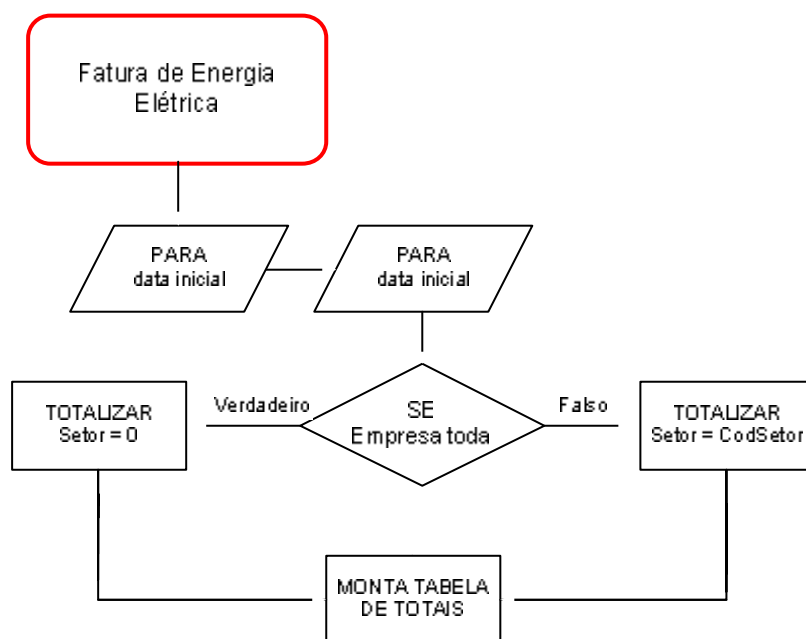 Fatura de Energia
Elétrica
PARA
data inicial
PARA
data inicial
Verdadeiro
SE
Empresa toda
Falso
TOTALIZAR
Setor = 0
TOTALIZAR
Setor = CodSetor
MONTA TABELA
DE TOTAIS